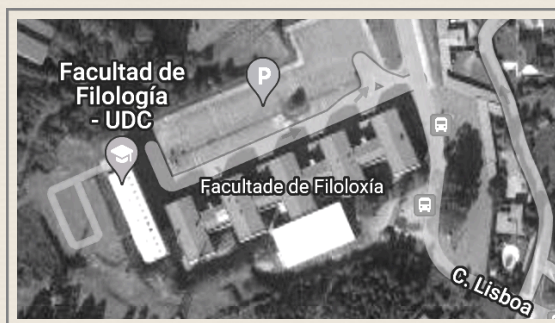 Facultad de
Filología
- UDC
P
Facultade de Filoloxía
C. Lisboa